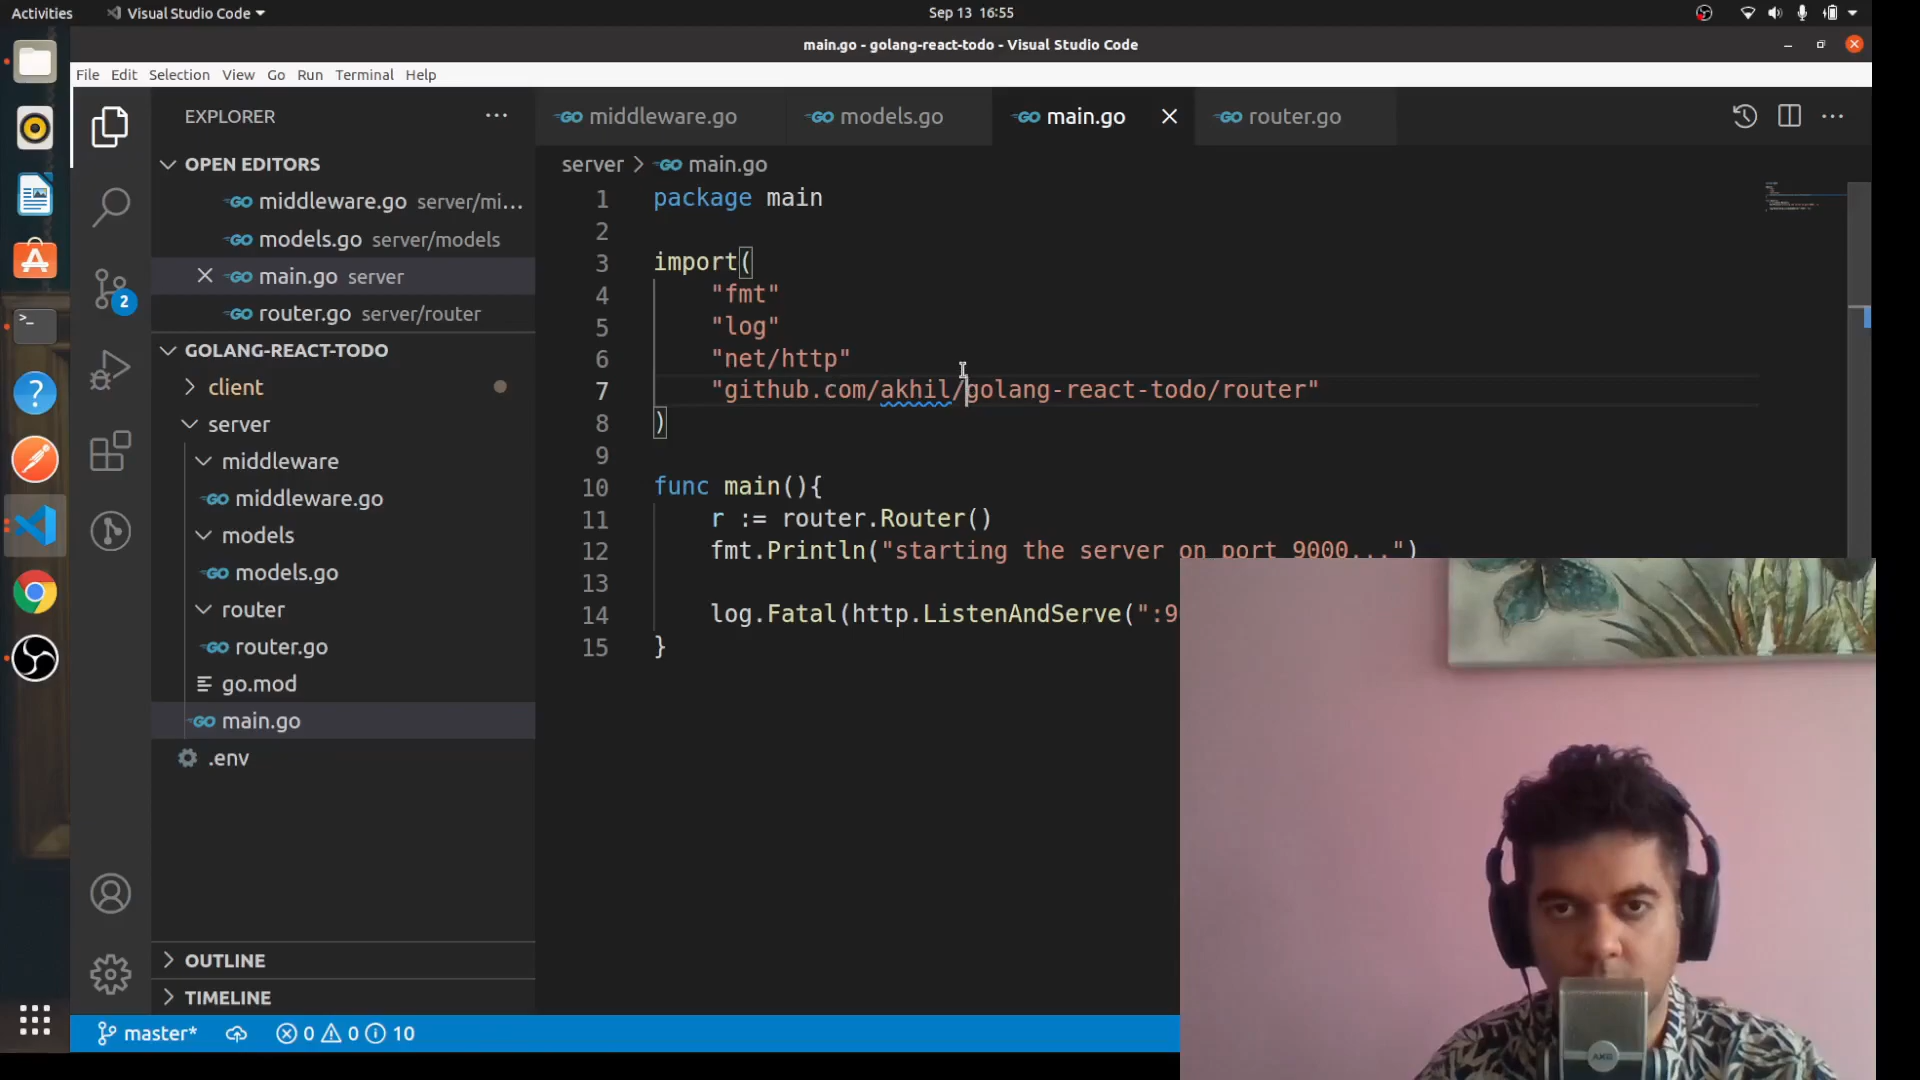 Activities Visual Studio Code Sep 13 16:55
main.go - golang-react-todo - Visual Studio Code
File Edit Selection View Go Run Terminal Help
EXPLORER
OPEN EDITORS
middleware.go server/mi...
models.go server/models
main.go server
router.go server/router
GOLANG-REACT-TODO
client
server
middleware
middleware.go
models
models.go
router
router.go
go.mod
main.go
.env
OUTLINE
TIMELINE
2
middleware.go models.go main.go router.go
server > main.go
1 package main
2
3 import(
4 "fmt"
5 "log"
6 "net/http"
7 "github.com/akhil/golang-react-todo/router"
8 )
9
10 func main(){
11 r := router.Router()
12 fmt.Println("starting the server on port 9000...")
13
14 log.Fatal(http.ListenAndServe(":9
15 }
master* 0 0 10
AKG